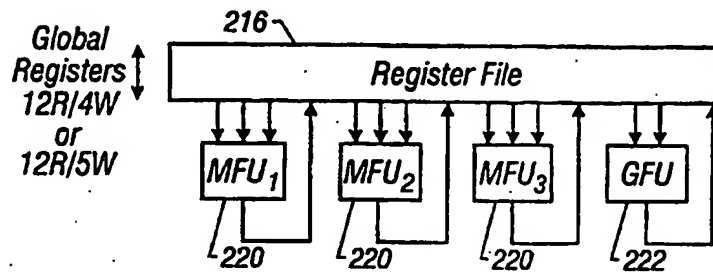 216
Global
Registers
12R/4W
or
12R/5W
Register File
MFU1
MFU2
MFU3
GFU
220
220
220
222